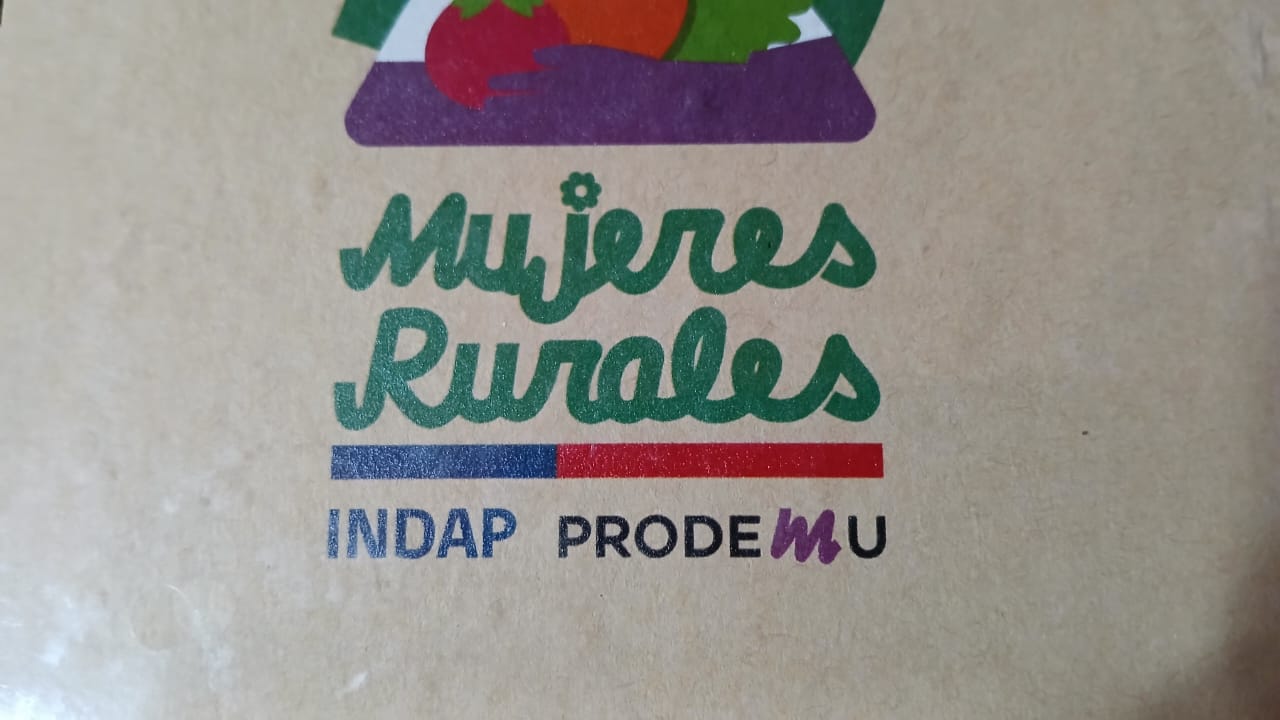 Mujeres
Rurales
INDAP PRODEMU